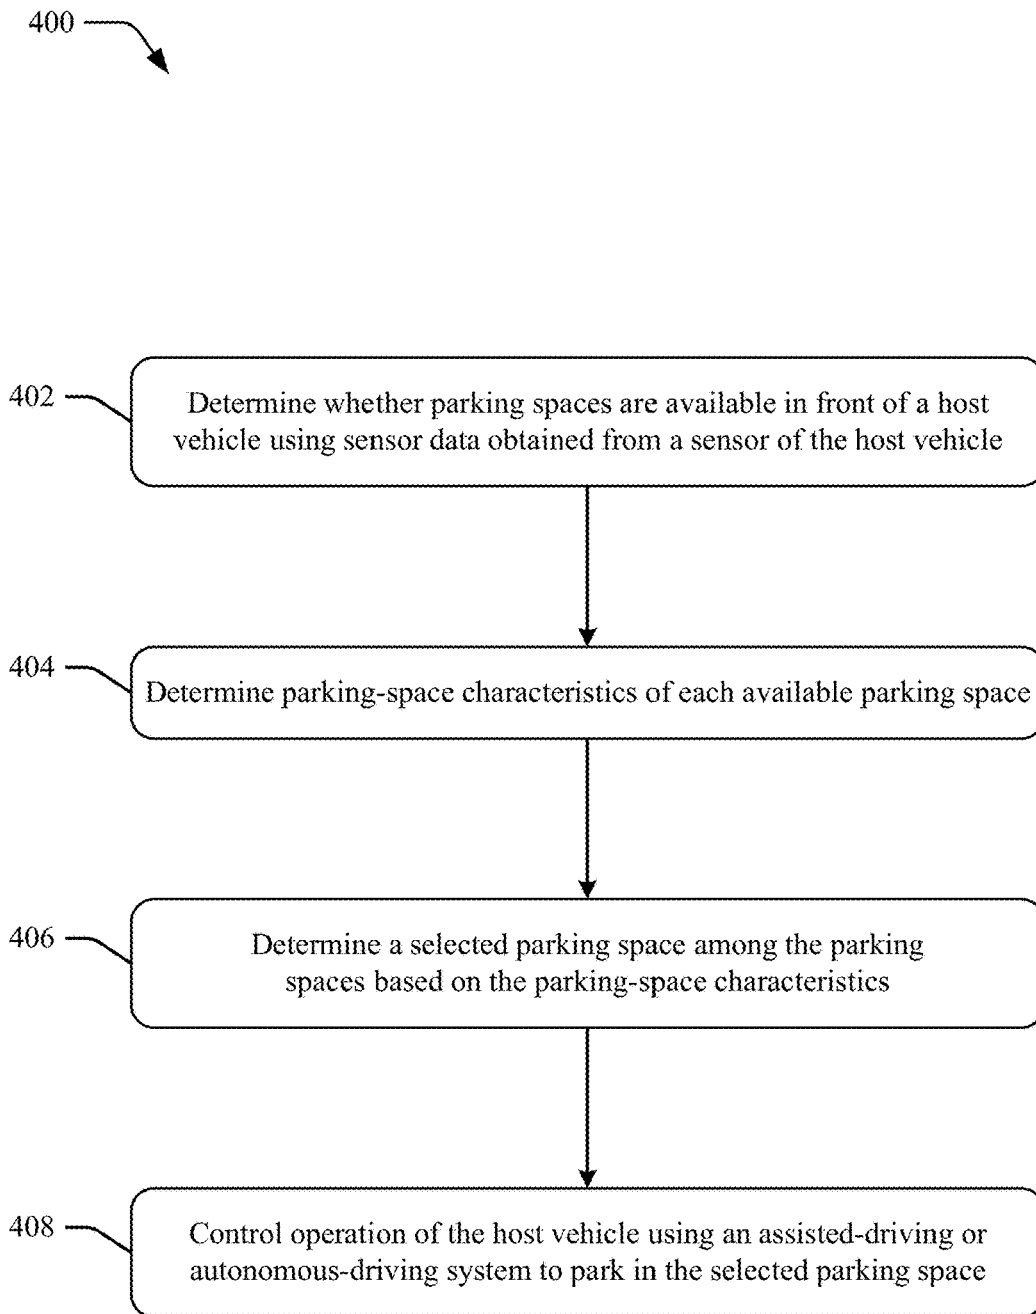 400
402
Determine whether parking spaces are available in front of a host
vehicle using sensor data obtained from a sensor of the host vehicle
404
Determine parking-space characteristics of each available parking space
406
Determine a selected parking space among the parking
spaces based on the parking-space characteristics
408
Control operation of the host vehicle using an assisted-driving or
autonomous-driving system to park in the selected parking space